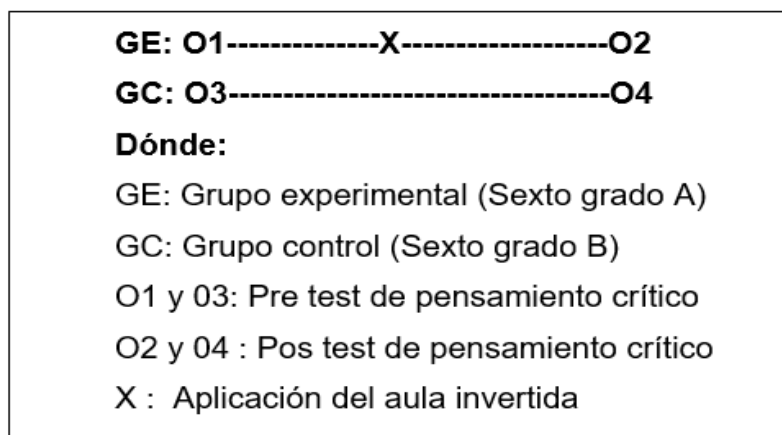 GE: O1--------------X-------------------O2
GC: O3-----------------------------------O4
Dónde:
GE: Grupo experimental (Sexto grado A)
GC: Grupo control (Sexto grado B)
O1 y 03: Pre test de pensamiento crítico
O2 y 04 : Pos test de pensamiento crítico
X :  Aplicación del aula invertida